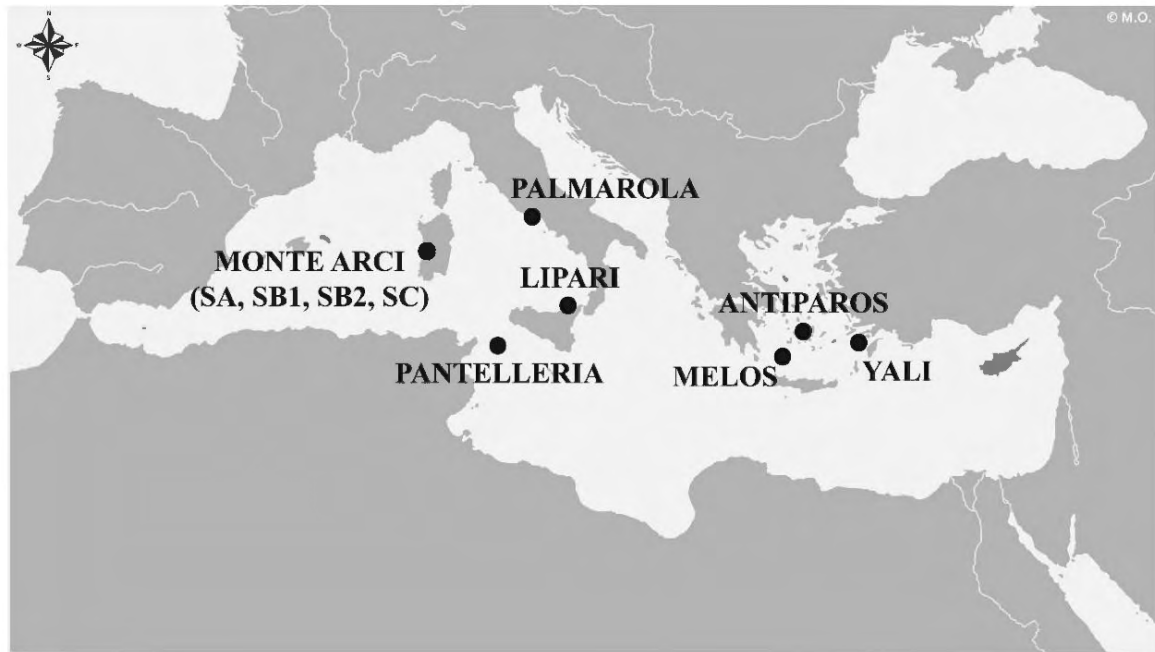 N
O E
S
© M.O.
PALMAROLA
MONTE ARCI
(SA, SB1, SB2, SC)
LIPARI
ANTIPAROS
PANTELLERIA
MELOS
YALI